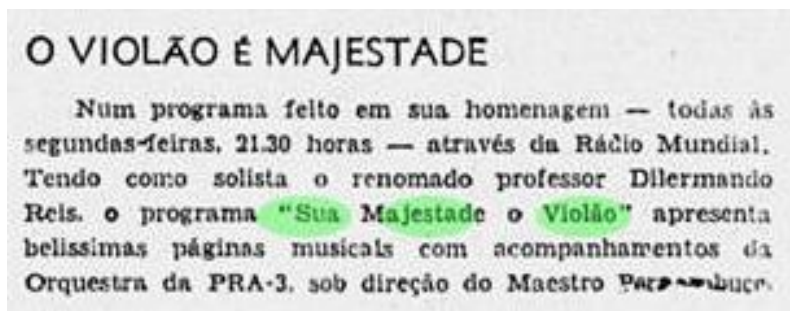 O VIOLÃO É MAJESTADE
Num programa feito em sua homenagem — todas às
segundas-feiras, 21.30 horas — através da Rádio Mundial.
Tendo como solista o renomado professor Dilermando
Reis, o programa "Sua Majestade o Violão" apresenta
belissimas páginas musicais com acompanhamentos da
Orquestra da PRA-3, sob direção do Maestro